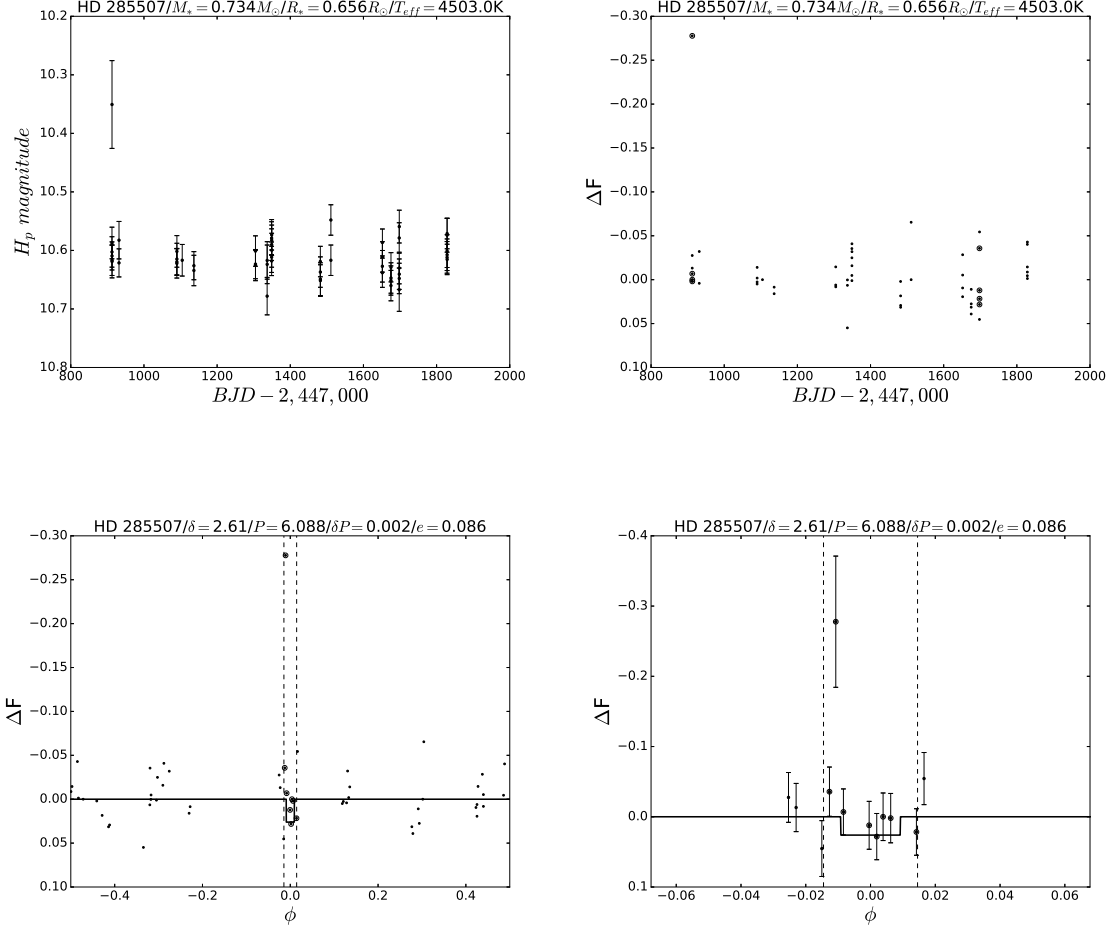 HD 285507/M∗ = 0.734M⊙/R∗ = 0.656R⊙/Teff = 4503.0K
10.2
10.3
10.4
10.5
10.6
10.7
10.8
Hp magnitude
800 1000 1200 1400 1600 1800 2000
BJD − 2,447,000
HD 285507/M∗ = 0.734M⊙/R∗ = 0.656R⊙/Teff = 4503.0K
−0.30
−0.25
−0.20
−0.15
−0.10
−0.05
0.00
0.05
0.10
ΔF
800 1000 1200 1400 1600 1800 2000
BJD − 2,447,000
HD 285507/δ = 2.61/P = 6.088/δP = 0.002/e = 0.086
−0.30
−0.25
−0.20
−0.15
−0.10
−0.05
0.00
0.05
0.10
ΔF
−0.4 −0.2 0.0 0.2 0.4
ϕ
HD 285507/δ = 2.61/P = 6.088/δP = 0.002/e = 0.086
−0.4
−0.3
−0.2
−0.1
0.0
0.1
ΔF
−0.06 −0.04 −0.02 0.00 0.02 0.04 0.06
ϕ